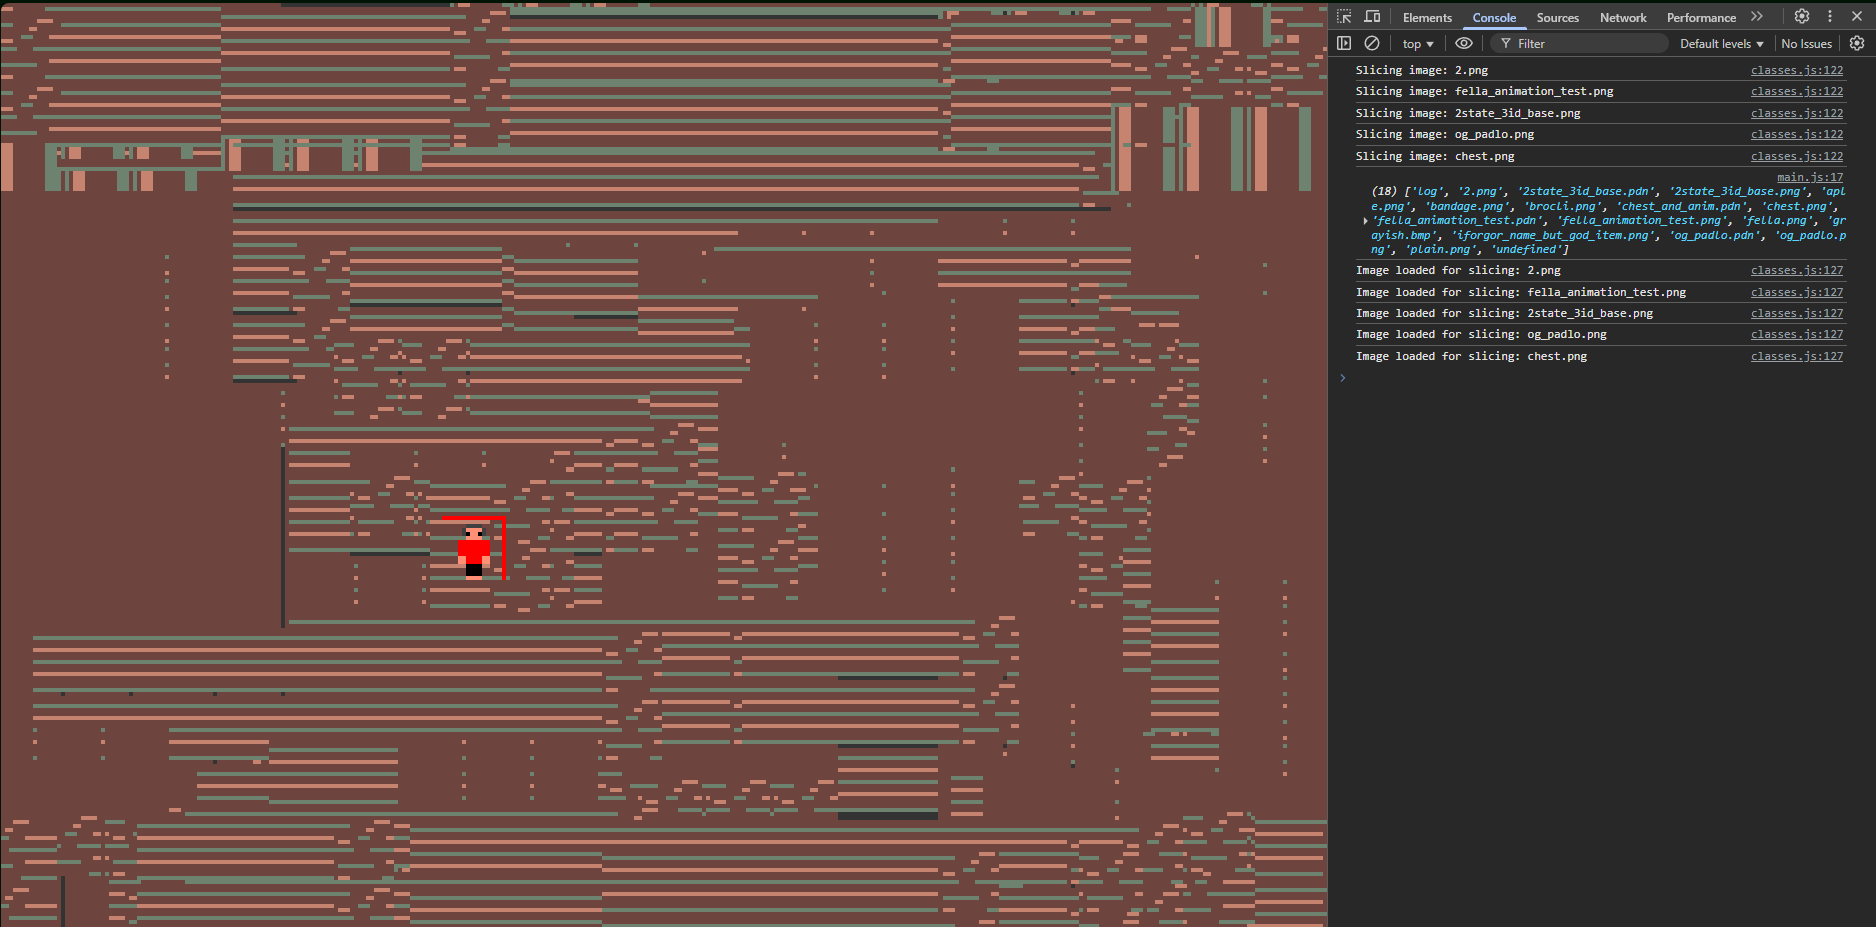 Elements Console Sources Network Performance
top Filter Default levels No Issues
Slicing image: 2.png classes.js:122
Slicing image: fella_animation_test.png classes.js:122
Slicing image: 2state_3id_base.png classes.js:122
Slicing image: og_padlo.png classes.js:122
Slicing image: chest.png classes.js:122
main.js:17
(18) ['log', '2.png', '2state_3id_base.pdn', '2state_3id_base.png', 'apl
e.png', 'bandage.png', 'brocli.png', 'chest_and_anim.pdn', 'chest.png',
'fella_animation_test.pdn', 'fella_animation_test.png', 'fella.png', 'gr
ayish.bmp', 'iforgor_name_but_god_item.png', 'og_padlo.pdn', 'og_padlo.p
ng', 'plain.png', 'undefined']
Image loaded for slicing: 2.png classes.js:127
Image loaded for slicing: fella_animation_test.png classes.js:127
Image loaded for slicing: 2state_3id_base.png classes.js:127
Image loaded for slicing: og_padlo.png classes.js:127
Image loaded for slicing: chest.png classes.js:127